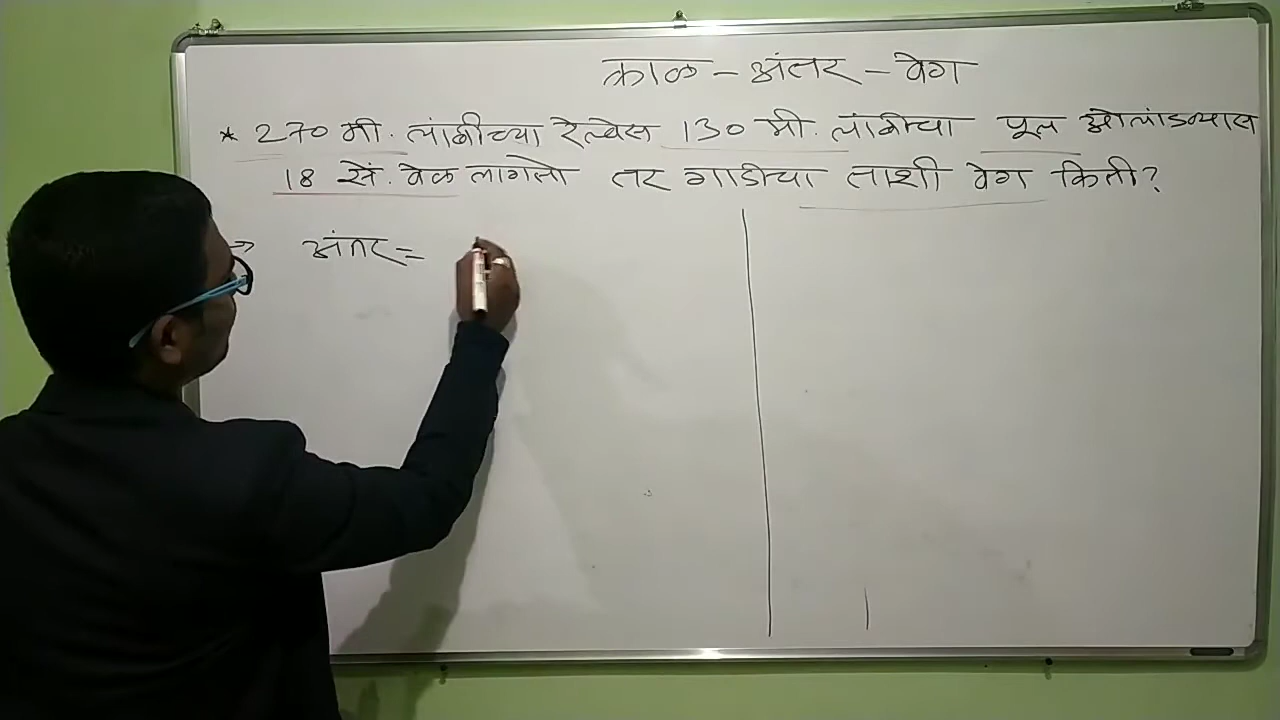 काळ - अंतर - वेग
* 270 मी. लांबीच्या रेल्वेस 130 मी. लांबीचा पूल ओलांडण्यास
18 सें. वेळ लागतो तर गाडीचा ताशी वेग किती?
→ अंतर =